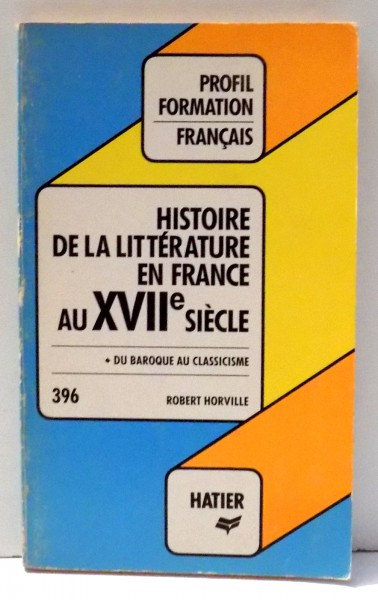 PROFIL
FORMATION
FRANÇAIS
HISTOIRE
DE LA LITTÉRATURE
EN FRANCE
AU XVIIe SIÈCLE
• DU BAROQUE AU CLASSICISME
396 ROBERT HORVILLE
HATIER